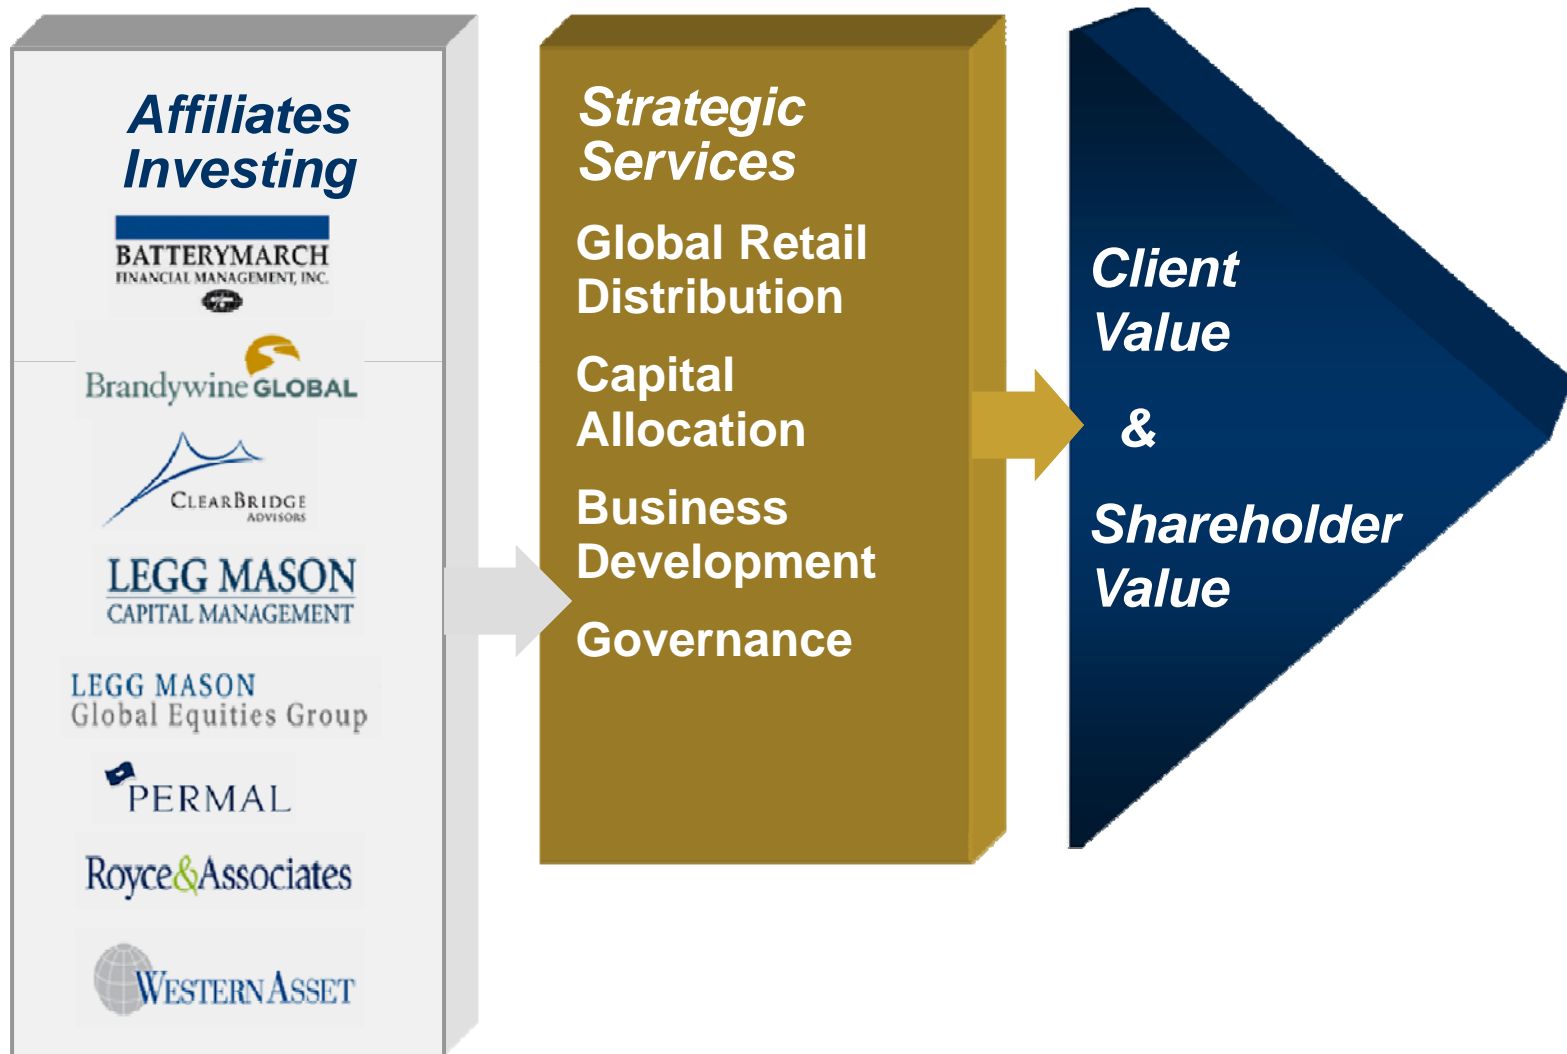 Affiliates
Investing
BATTERYMARCH
FINANCIAL MANAGEMENT, INC.
Brandywine GLOBAL
CLEARBRIDGE
ADVISORS
LEGG MASON
CAPITAL MANAGEMENT
LEGG MASON
Global Equities Group
PERMAL
Royce&Associates
WESTERN ASSET
Strategic
Services
Global Retail
Distribution
Capital
Allocation
Business
Development
Governance
Client
Value
&
Shareholder
Value